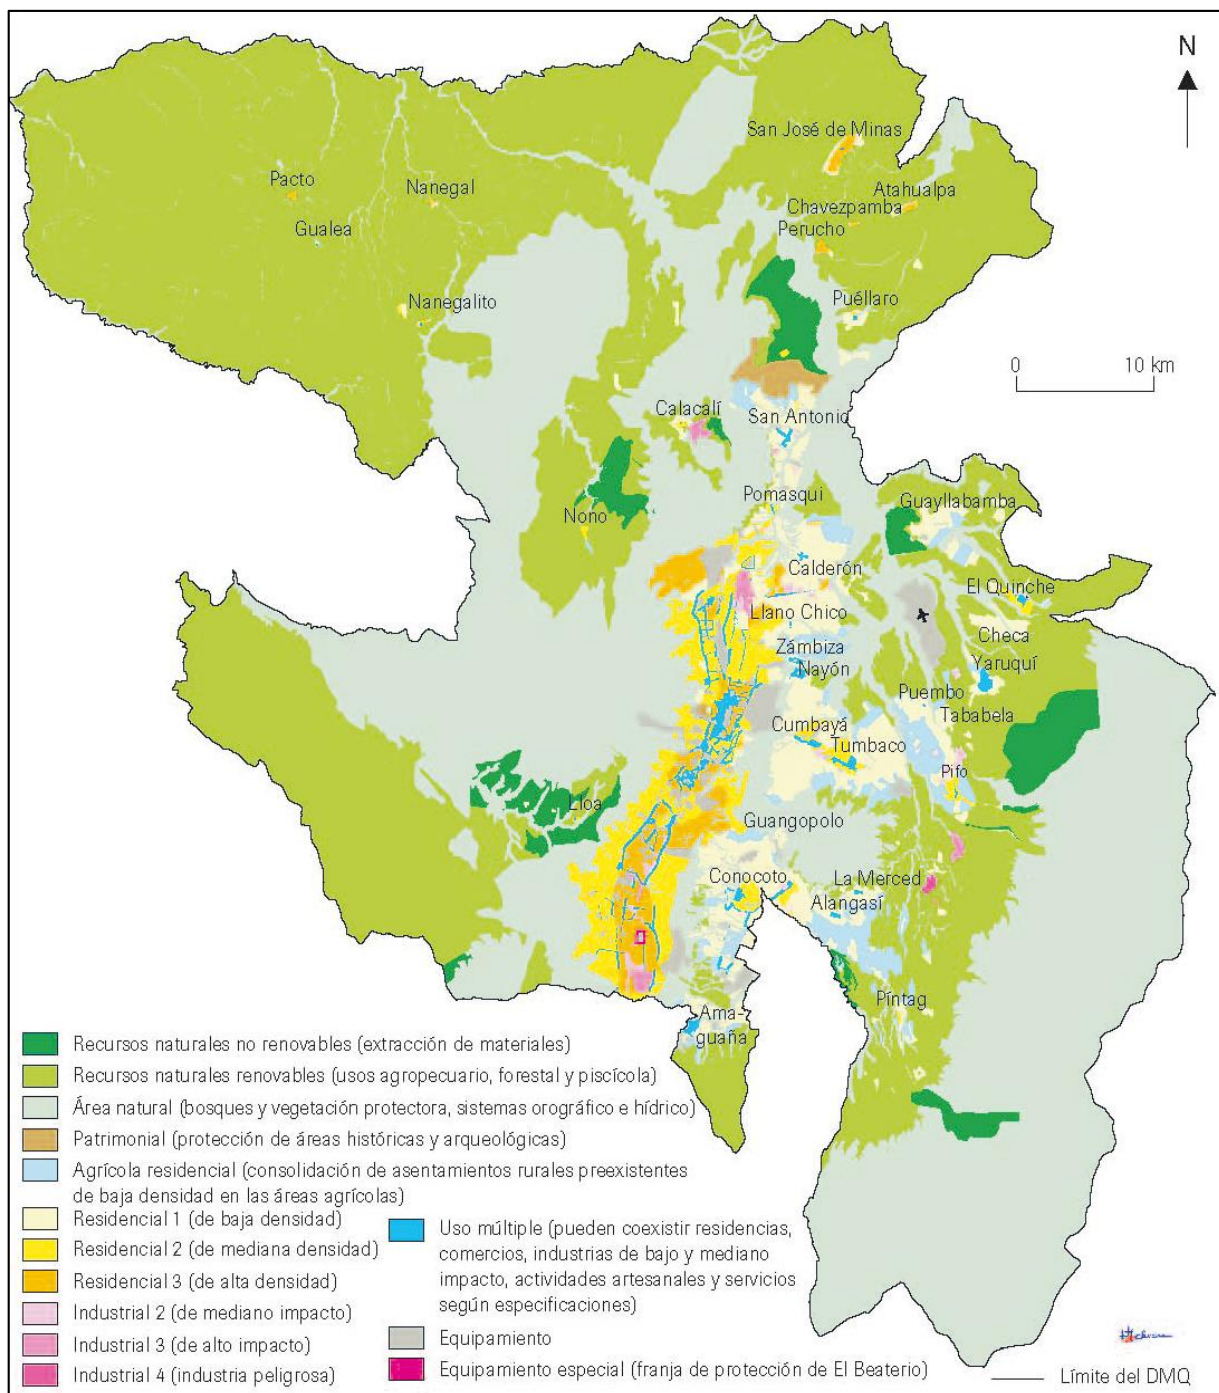 N
San José de Minas
Pacto
Nanegal
Atahualpa
Chavezpamba
Gualea
Perucho
Nanegalito
Puéllaro
0 10 km
Calacalí
San Antonio
Pomasqui
Guayllabamba
Nono
Calderón
El Quinche
Llano Chico
Checa
Zámbiza
Nayón
Yaruquí
Puembo
Tababela
Cumbayá
Tumbaco
Pifo
Lloa
Guangopolo
Conocoto
La Merced
Alangasí
Píntag
Ama-
guaña
Recursos naturales no renovables (extracción de materiales)
Recursos naturales renovables (usos agropecuario, forestal y piscícola)
Área natural (bosques y vegetación protectora, sistemas orográfico e hídrico)
Patrimonial (protección de áreas históricas y arqueológicas)
Agrícola residencial (consolidación de asentamientos rurales preexistentes
de baja densidad en las áreas agrícolas)
Residencial 1 (de baja densidad)
Residencial 2 (de mediana densidad)
Residencial 3 (de alta densidad)
Industrial 2 (de mediano impacto)
Industrial 3 (de alto impacto)
Industrial 4 (industria peligrosa)
Uso múltiple (pueden coexistir residencias,
comercios, industrias de bajo y mediano
impacto, actividades artesanales y servicios
según especificaciones)
Equipamiento
Equipamiento especial (franja de protección de El Beaterio)
Límite del DMQ